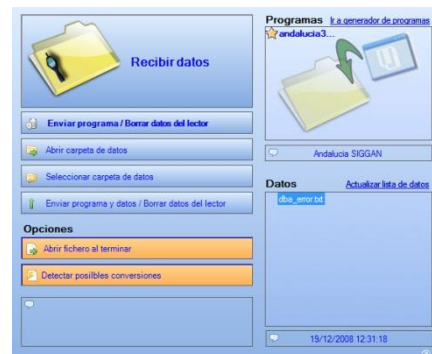 Recibir datos
Enviar programa / Borrar datos del lector
Abrir carpeta de datos
Seleccionar carpeta de datos
Enviar programa y datos / Borrar datos del lector
Opciones
Abrir fichero al terminar
Detectar posilbles conversiones
Programas Ir a generador de programas
andalucia3...
Andalucia SIGGAN
Datos Actualizar lista de datos
dba_error.txt
19/12/2008 12:31:18